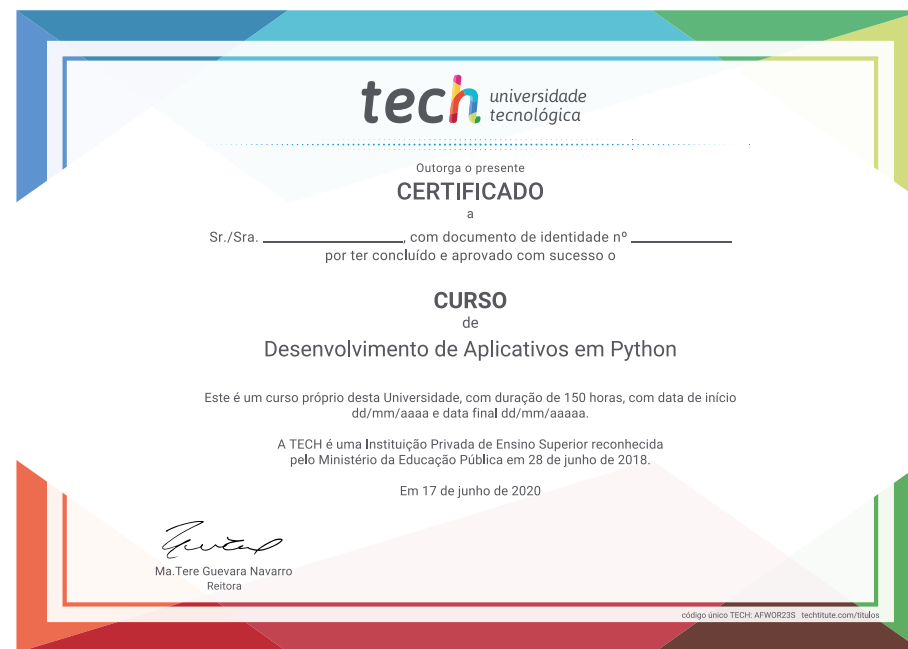 tech universidade
tecnológica
Outorga o presente
CERTIFICADO
a
Sr./Sra. ______________, com documento de identidade nº __________
por ter concluído e aprovado com sucesso o
CURSO
de
Desenvolvimento de Aplicativos em Python
Este é um curso próprio desta Universidade, com duração de 150 horas, com data de início
dd/mm/aaaa e data final dd/mm/aaaaa.
A TECH é uma Instituição Privada de Ensino Superior reconhecida
pelo Ministério da Educação Pública em 28 de junho de 2018.
Em 17 de junho de 2020
Ma.Tere Guevara Navarro
Reitora
código único TECH: AFWOR23S techtitute.com/títulos